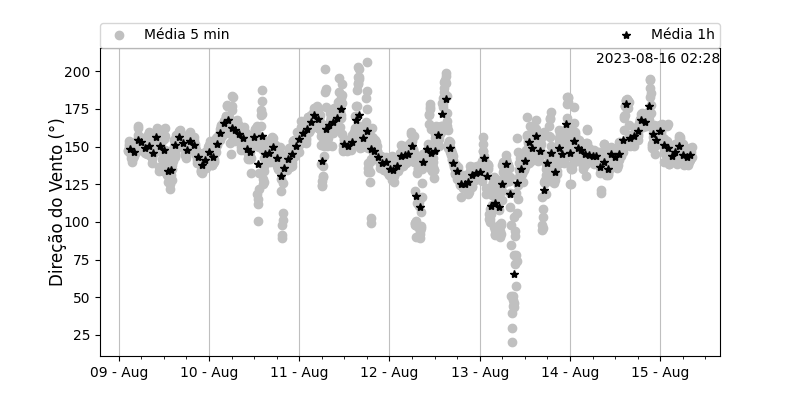 Média 5 min
Média 1h
2023-08-16 02:28
Direção do Vento (°)
200
175
150
125
100
75
50
25
09 - Aug
10 - Aug
11 - Aug
12 - Aug
13 - Aug
14 - Aug
15 - Aug